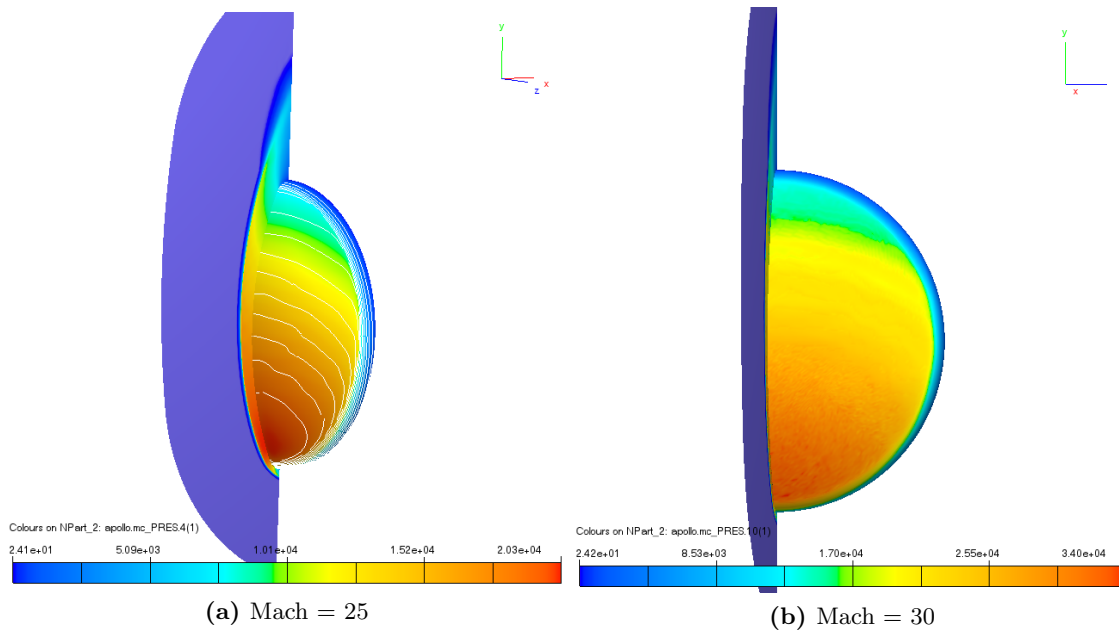 y
x
z
y
x
Colours on NPart_2: apollo.mc_PRES.4(1)
2.41e+01 5.09e+03 1.01e+04 1.52e+04 2.03e+04
(a) Mach = 25
Colours on NPart_2: apollo.mc_PRES.10(1)
2.42e+01 8.53e+03 1.70e+04 2.55e+04 3.40e+04
(b) Mach = 30